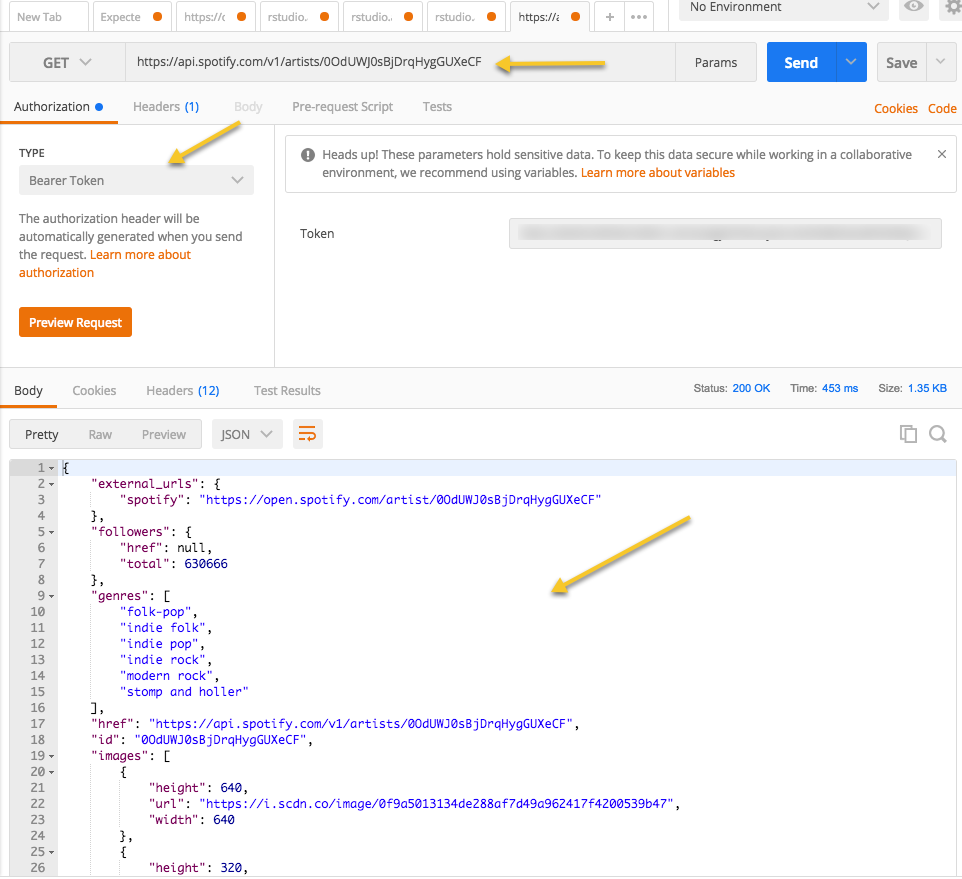 New Tab Expecte https://c rstudio. rstudio.. rstudio. https://a + ••• No Environment
GET https://api.spotify.com/v1/artists/0OdUWJ0sBjDrqHygGUXeCF Params Send Save
Authorization Headers (1) Body Pre-request Script Tests Cookies Code
TYPE
Bearer Token
The authorization header will be
automatically generated when you send
the request. Learn more about
authorization
Preview Request
Heads up! These parameters hold sensitive data. To keep this data secure while working in a collaborative
environment, we recommend using variables. Learn more about variables
Token
Body Cookies Headers (12) Test Results Status: 200 OK Time: 453 ms Size: 1.35 KB
Pretty Raw Preview JSON
1 {
2 "external_urls": {
3 "spotify": "https://open.spotify.com/artist/0OdUWJ0sBjDrqHygGUXeCF"
4 },
5 "followers": {
6 "href": null,
7 "total": 630666
8 },
9 "genres": [
10 "folk-pop",
11 "indie folk",
12 "indie pop",
13 "indie rock",
14 "modern rock",
15 "stomp and holler"
16 ],
17 "href": "https://api.spotify.com/v1/artists/0OdUWJ0sBjDrqHygGUXeCF",
18 "id": "0OdUWJ0sBjDrqHygGUXeCF",
19 "images": [
20 {
21 "height": 640,
22 "url": "https://i.scdn.co/image/0f9a5013134de288af7d49a962417f4200539b47",
23 "width": 640
24 },
25 {
26 "height": 320,